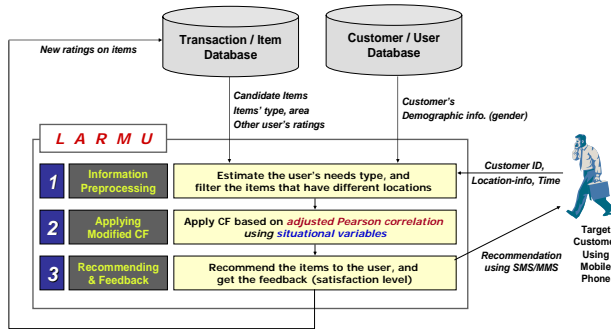 New ratings on items
Transaction / Item
Database
Customer / User
Database
Candidate Items
Items' type, area
Other user's ratings
Customer's
Demographic info. (gender)
L A R M U
Customer ID,
Location-info, Time
1
Information
Preprocessing
Estimate the user's needs type, and
filter the items that have different locations
2
Applying
Modified CF
Apply CF based on adjusted Pearson correlation
using situational variables
3
Recommending
& Feedback
Recommend the items to the user, and
get the feedback (satisfaction level)
Recommendation
using SMS/MMS
Target
Custome
Using
Mobile
Phone